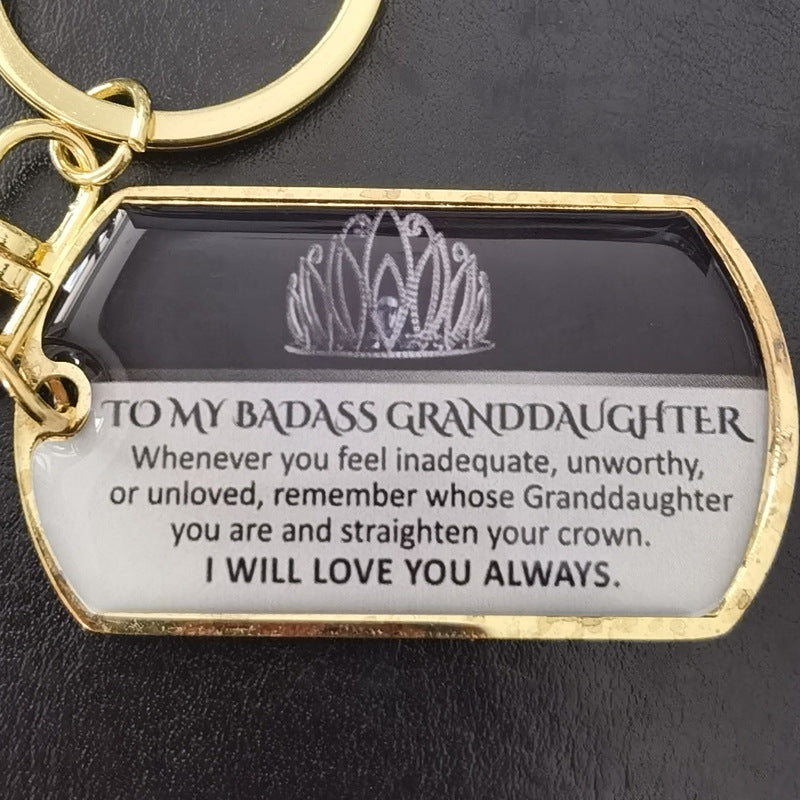 TO MY BADASS GRANDDAUGHTER
Whenever you feel inadequate, unworthy,
or unloved, remember whose Granddaughter
you are and straighten your crown.
I WILL LOVE YOU ALWAYS.